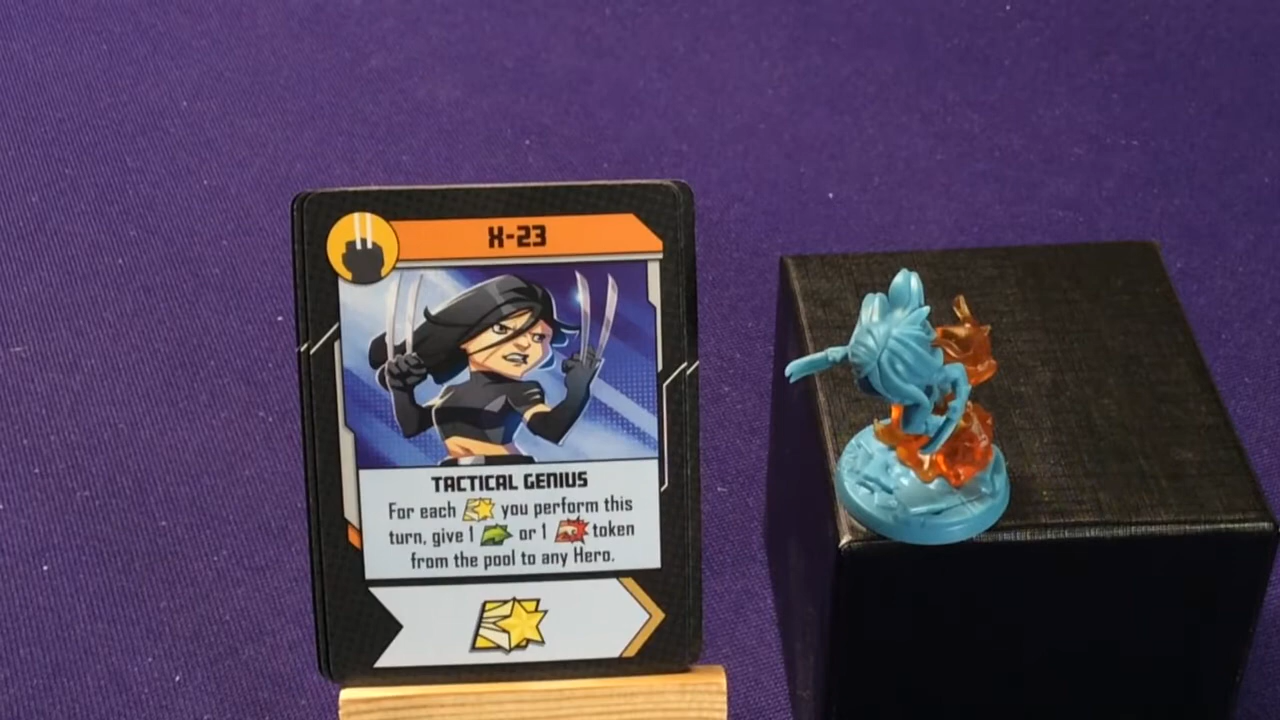 X-23
TACTICAL GENIUS
For each you perform this
turn, give 1 or 1 token
from the pool to any Hero.